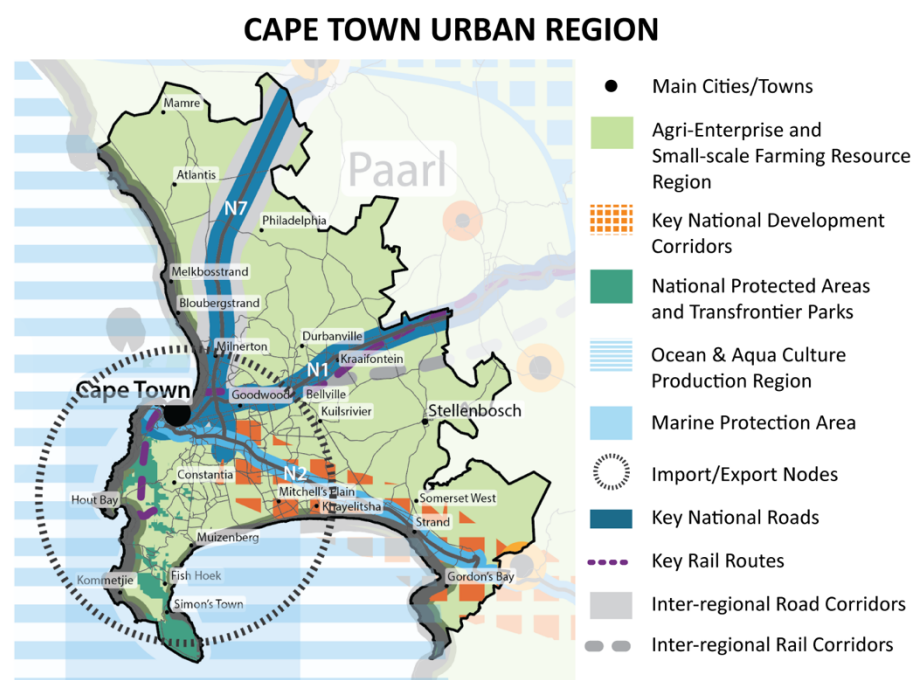 CAPE TOWN URBAN REGION
Mamre
Atlantis
Paarl
N7
Philadelphia
Melkbosstrand
Bloubergstrand
Milnerton
Durbanville
Kraaifontein
N1
Cape Town
Goodwood
Bellville
Kuilsrivier
Stellenbosch
N2
Constantia
Mitchell's Plain
Hout Bay
Khayelitsha
Somerset West
Strand
Muizenberg
Kommetjie
Fish Hoek
Gordon's Bay
Simon's Town
Main Cities/Towns
Agri-Enterprise and
Small-scale Farming Resource
Region
Key National Development
Corridors
National Protected Areas
and Transfrontier Parks
Ocean & Aqua Culture
Production Region
Marine Protection Area
Import/Export Nodes
Key National Roads
Key Rail Routes
Inter-regional Road Corridors
Inter-regional Rail Corridors